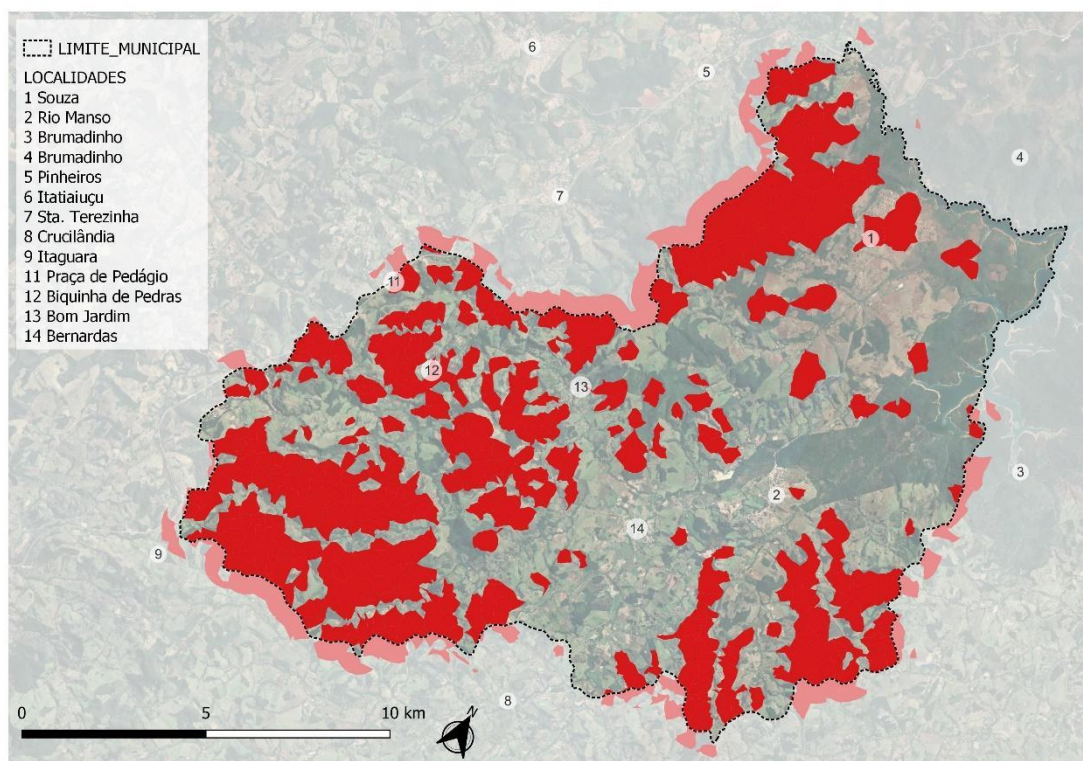 LIMITE_MUNICIPAL
LOCALIDADES
1 Souza
2 Rio Manso
3 Brumadinho
4 Brumadinho
5 Pinheiros
6 Itatiaiuçu
7 Sta. Terezinha
8 Crucilândia
9 Itaguara
11 Praça de Pedágio
12 Biquinha de Pedras
13 Bom Jardim
14 Bernardas
6
5
4
7
1
11
12
13
3
2
14
9
8
0 5 10 km
N